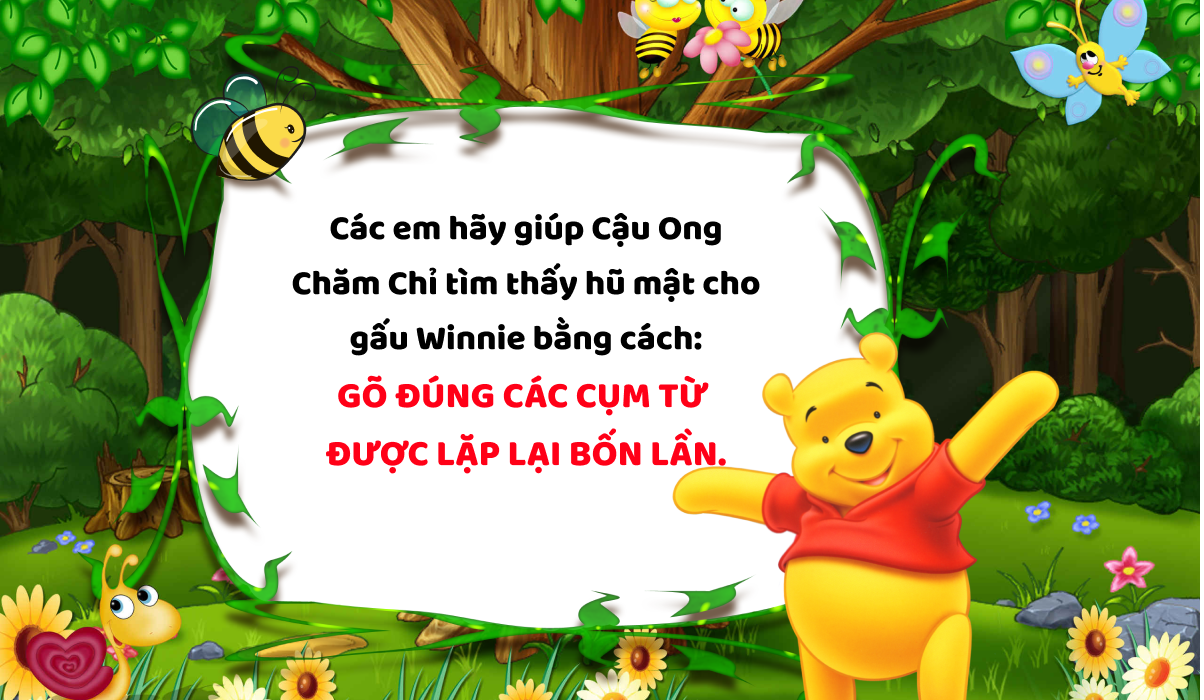 Các em hãy giúp Cậu Ong
Chăm Chỉ tìm thấy hũ mật cho
gấu Winnie bằng cách:
GÕ ĐÚNG CÁC CỤM TỪ
ĐƯỢC LẶP LẠI BỐN LẦN.